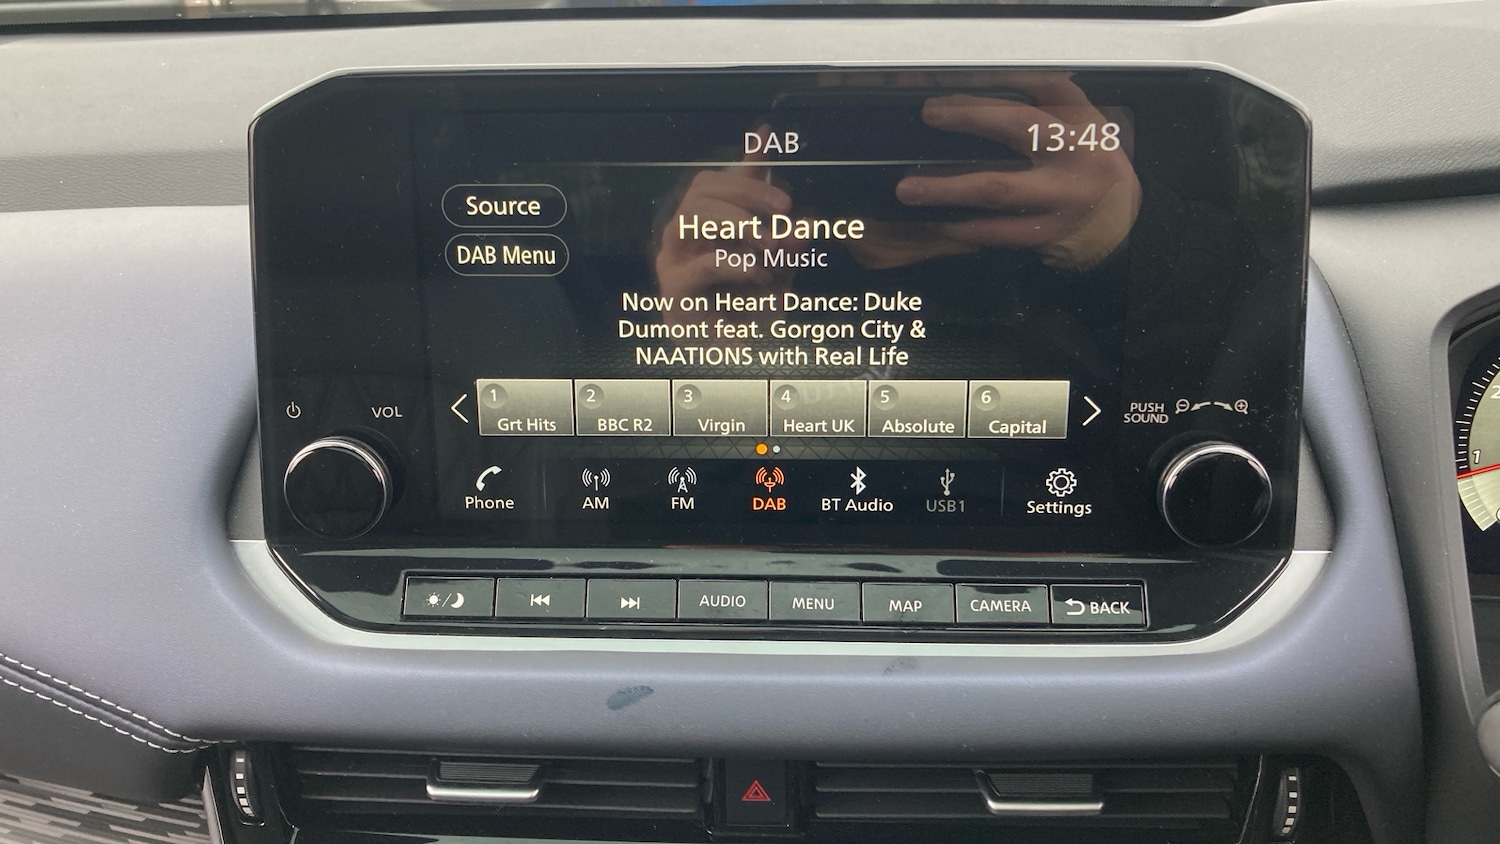 DAB
13:48
Source
DAB Menu
Heart Dance
Pop Music
Now on Heart Dance: Duke
Dumont feat. Gorgon City &
NAATIONS with Real Life
VOL
PUSH
SOUND
1
2
3
4
5
6
Grt Hits
BBC R2
Virgin
Heart UK
Absolute
Capital
Phone
AM
FM
DAB
BT Audio
USB1
Settings
AUDIO
MENU
MAP
CAMERA
BACK
1